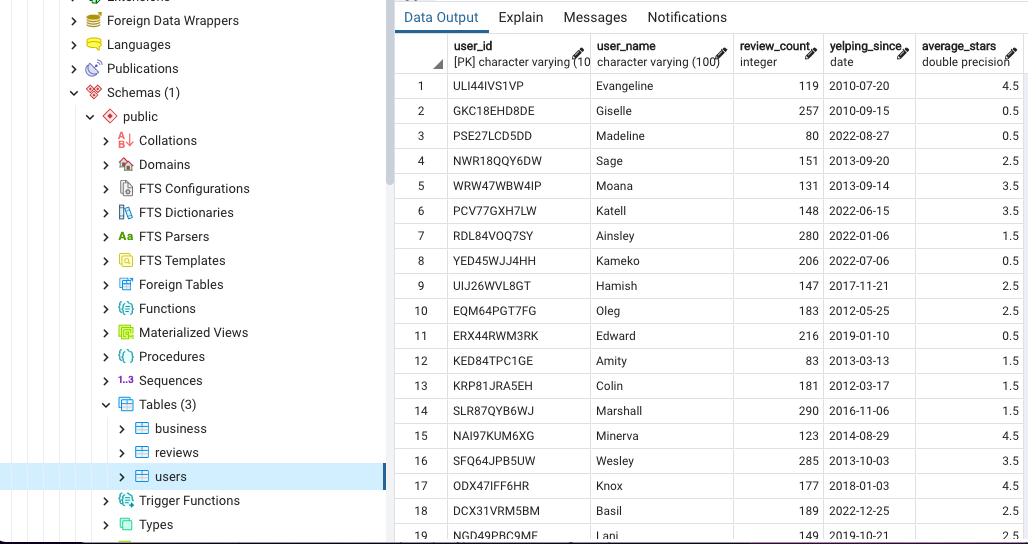 Foreign Data Wrappers
Languages
Publications
Schemas (1)
public
Collations
Domains
FTS Configurations
FTS Dictionaries
Aa FTS Parsers
FTS Templates
Foreign Tables
Functions
Materialized Views
Procedures
1..3 Sequences
Tables (3)
business
reviews
users
Trigger Functions
Types
Data Output Explain Messages Notifications
user_id user_name review_count yelping_since average_stars
[PK] character varying (10 character varying (100) integer date double precision
1 ULI44IVS1VP Evangeline 119 2010-07-20 4.5
2 GKC18EHD8DE Giselle 257 2010-09-15 0.5
3 PSE27LCD5DD Madeline 80 2022-08-27 0.5
4 NWR18QQY6DW Sage 151 2013-09-20 2.5
5 WRW47WBW4IP Moana 131 2013-09-14 3.5
6 PCV77GXH7LW Katell 148 2022-06-15 3.5
7 RDL84VOQ7SY Ainsley 280 2022-01-06 1.5
8 YED45WJJ4HH Kameko 206 2022-07-06 0.5
9 UIJ26WVL8GT Hamish 147 2017-11-21 2.5
10 EQM64PGT7FG Oleg 183 2012-05-25 2.5
11 ERX44RWM3RK Edward 216 2019-01-10 0.5
12 KED84TPC1GE Amity 83 2013-03-13 1.5
13 KRP81JRA5EH Colin 181 2012-03-17 1.5
14 SLR87QYB6WJ Marshall 290 2016-11-06 1.5
15 NAI97KUM6XG Minerva 123 2014-08-29 4.5
16 SFQ64JPB5UW Wesley 285 2013-10-03 3.5
17 ODX47IFF6HR Knox 177 2018-01-03 4.5
18 DCX31VRM5BM Basil 189 2022-12-25 2.5
19 NGD49PBC9MF Lani 149 2019-10-21 2.5